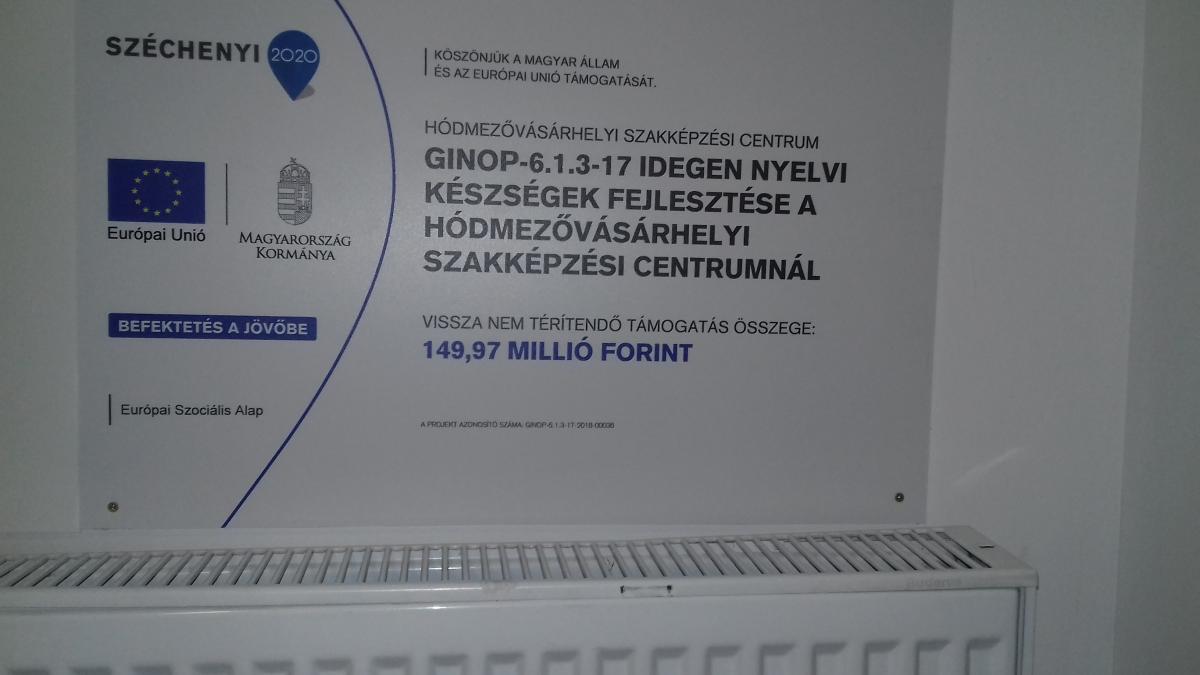 SZÉCHENYI 2020
KÖSZÖNJÜK A MAGYAR ÁLLAM
ÉS AZ EURÓPAI UNIÓ TÁMOGATÁSÁT.
HÓDMEZŐVÁSÁRHELYI SZAKKÉPZÉSI CENTRUM
GINOP-6.1.3-17 IDEGEN NYELVI
KÉSZSÉGEK FEJLESZTÉSE A
HÓDMEZŐVÁSÁRHELYI
SZAKKÉPZÉSI CENTRUMNÁL
Európai Unió
MAGYARORSZÁG
KORMÁNYA
BEFEKTETÉS A JÖVŐBE
VISSZA NEM TÉRÍTENDŐ TÁMOGATÁS ÖSSZEGE:
149,97 MILLIÓ FORINT
Európai Szociális Alap
A PROJEKT AZONOSÍTÓ SZÁMA: GINOP-6.1.3-17-2018-00038
Buderus